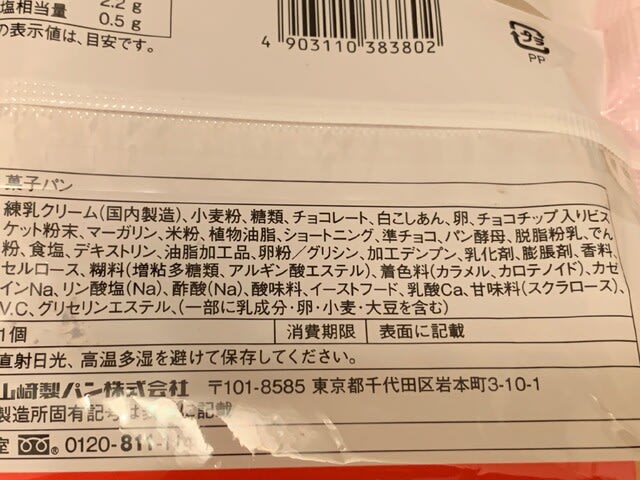 塩相当量 2.2 g
0.5 g
の表示値は、目安です。
4 903110 383802
プラ
PP
菓子パン
練乳クリーム(国内製造)、小麦粉、糖類、チョコレート、白こしあん、卵、チョコチップ入りビス
ケット粉末、マーガリン、米粉、植物油脂、ショートニング、準チョコ、パン酵母、脱脂粉乳、でん
粉、食塩、デキストリン、油脂加工品、卵粉／グリシン、加工デンプン、乳化剤、膨脹剤、香料、
セルロース、糊料(増粘多糖類、アルギン酸エステル)、着色料(カラメル、カロテノイド)、カゼ
インNa、リン酸塩(Na)、酢酸(Na)、酸味料、イーストフード、乳酸Ca、甘味料(スクラロース)、
V.C、グリセリンエステル、(一部に乳成分・卵・小麦・大豆を含む)
1個 消費期限 表面に記載
直射日光、高温多湿を避けて保存してください。
山崎製パン株式会社 〒101-8585 東京都千代田区岩本町3-10-1
製造所固有記号は に記載
室 0120-811-